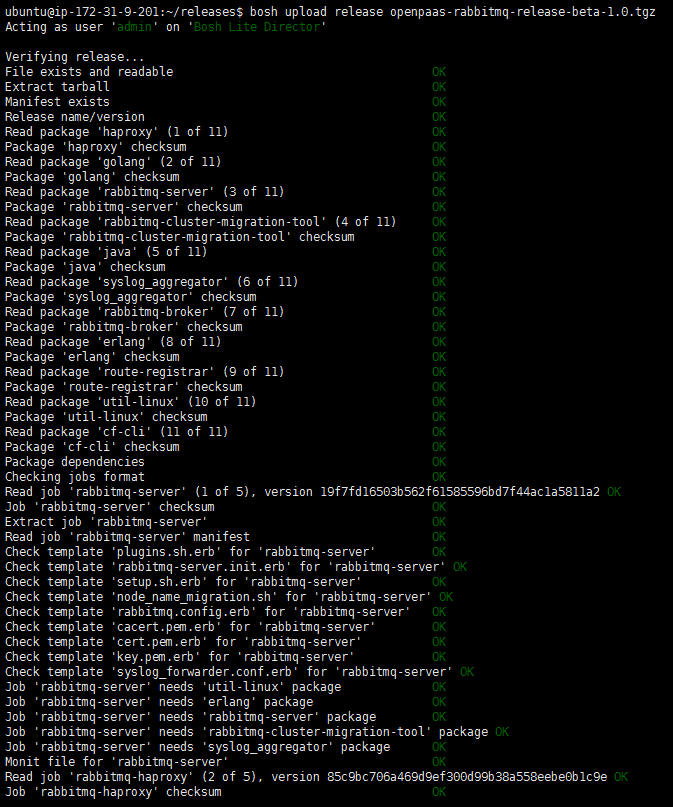 ubuntu@ip-172-31-9-201:~/releases$ bosh upload release openpaas-rabbitmq-release-beta-1.0.tgz
Acting as user 'admin' on 'Bosh Lite Director'

Verifying release...
File exists and readable OK
Extract tarball OK
Manifest exists OK
Release name/version OK
Read package 'haproxy' (1 of 11) OK
Package 'haproxy' checksum OK
Read package 'golang' (2 of 11) OK
Package 'golang' checksum OK
Read package 'rabbitmq-server' (3 of 11) OK
Package 'rabbitmq-server' checksum OK
Read package 'rabbitmq-cluster-migration-tool' (4 of 11) OK
Package 'rabbitmq-cluster-migration-tool' checksum OK
Read package 'java' (5 of 11) OK
Package 'java' checksum OK
Read package 'syslog_aggregator' (6 of 11) OK
Package 'syslog_aggregator' checksum OK
Read package 'rabbitmq-broker' (7 of 11) OK
Package 'rabbitmq-broker' checksum OK
Read package 'erlang' (8 of 11) OK
Package 'erlang' checksum OK
Read package 'route-registrar' (9 of 11) OK
Package 'route-registrar' checksum OK
Read package 'util-linux' (10 of 11) OK
Package 'util-linux' checksum OK
Read package 'cf-cli' (11 of 11) OK
Package 'cf-cli' checksum OK
Package dependencies OK
Checking jobs format OK
Read job 'rabbitmq-server' (1 of 5), version 19f7fd16503b562f61585596bd7f44ac1a5811a2 OK
Job 'rabbitmq-server' checksum OK
Extract job 'rabbitmq-server' OK
Read job 'rabbitmq-server' manifest OK
Check template 'plugins.sh.erb' for 'rabbitmq-server' OK
Check template 'rabbitmq-server.init.erb' for 'rabbitmq-server' OK
Check template 'setup.sh.erb' for 'rabbitmq-server' OK
Check template 'node_name_migration.sh' for 'rabbitmq-server' OK
Check template 'rabbitmq.config.erb' for 'rabbitmq-server' OK
Check template 'cacert.pem.erb' for 'rabbitmq-server' OK
Check template 'cert.pem.erb' for 'rabbitmq-server' OK
Check template 'key.pem.erb' for 'rabbitmq-server' OK
Check template 'syslog_forwarder.conf.erb' for 'rabbitmq-server' OK
Job 'rabbitmq-server' needs 'util-linux' package OK
Job 'rabbitmq-server' needs 'erlang' package OK
Job 'rabbitmq-server' needs 'rabbitmq-server' package OK
Job 'rabbitmq-server' needs 'rabbitmq-cluster-migration-tool' package OK
Job 'rabbitmq-server' needs 'syslog_aggregator' package OK
Monit file for 'rabbitmq-server' OK
Read job 'rabbitmq-haproxy' (2 of 5), version 85c9bc706a469d9ef300d99b38a558eebe0b1c9e OK
Job 'rabbitmq-haproxy' checksum OK